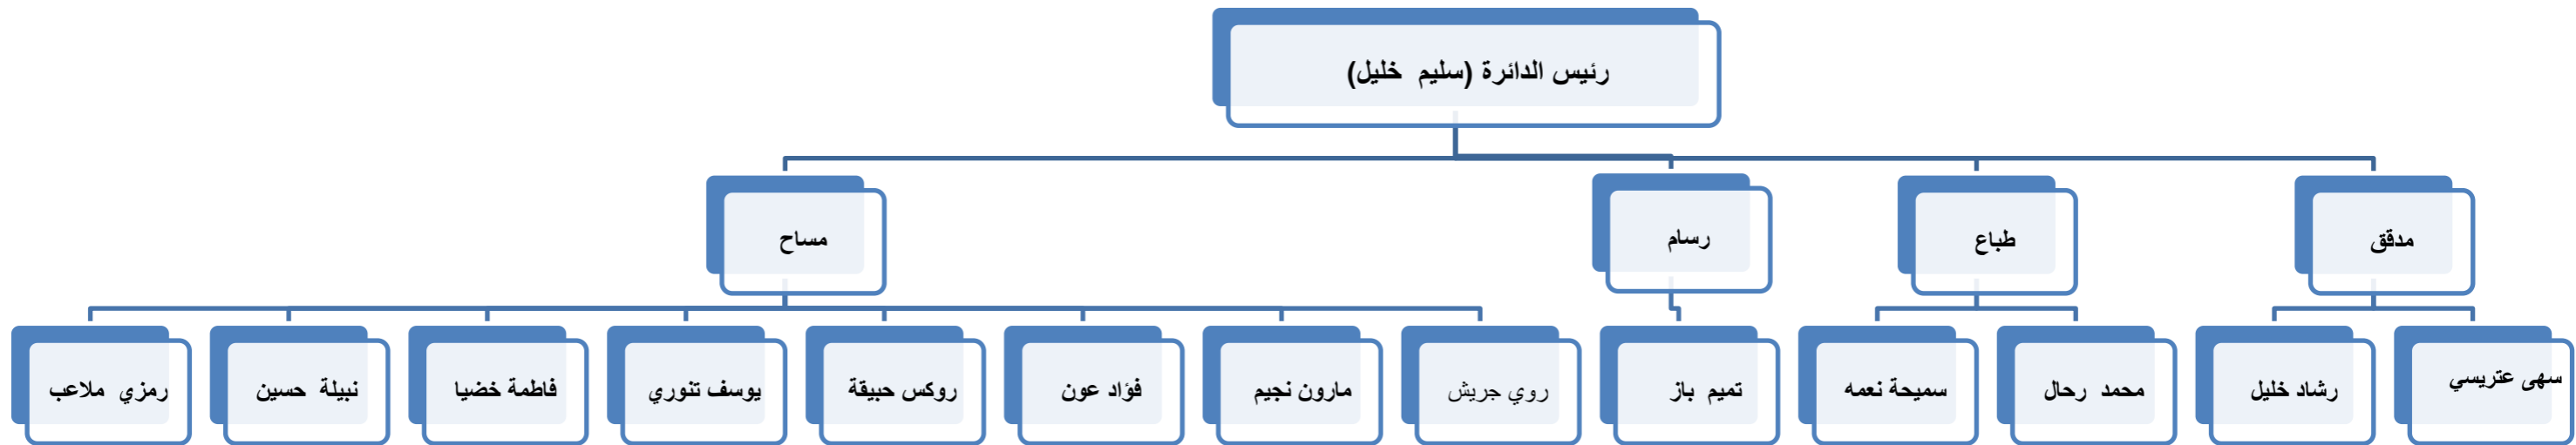 رئيس الدائرة (سليم خليل)
مدقق
طباع
رسام
مساح
سهى عتريسي
رشاد خليل
محمد رحال
سميحة نعمه
تميم باز
روي جريش
مارون نجيم
فؤاد عون
روكس حبيقة
يوسف تنوري
فاطمة خضيا
نبيلة حسين
رمزي ملاعب